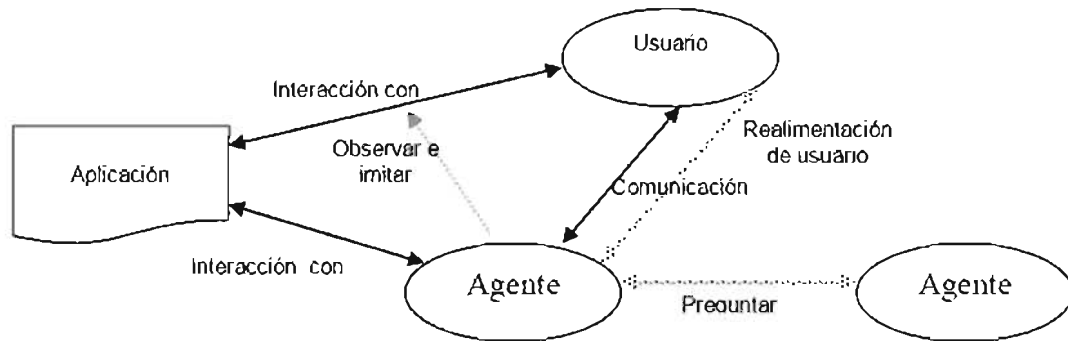 Usuario
Interacción con
Realimentación
de usuario
Observar e
imitar
Aplicación
Comunicación
Interacción con
Agente
Agente
Preguntar